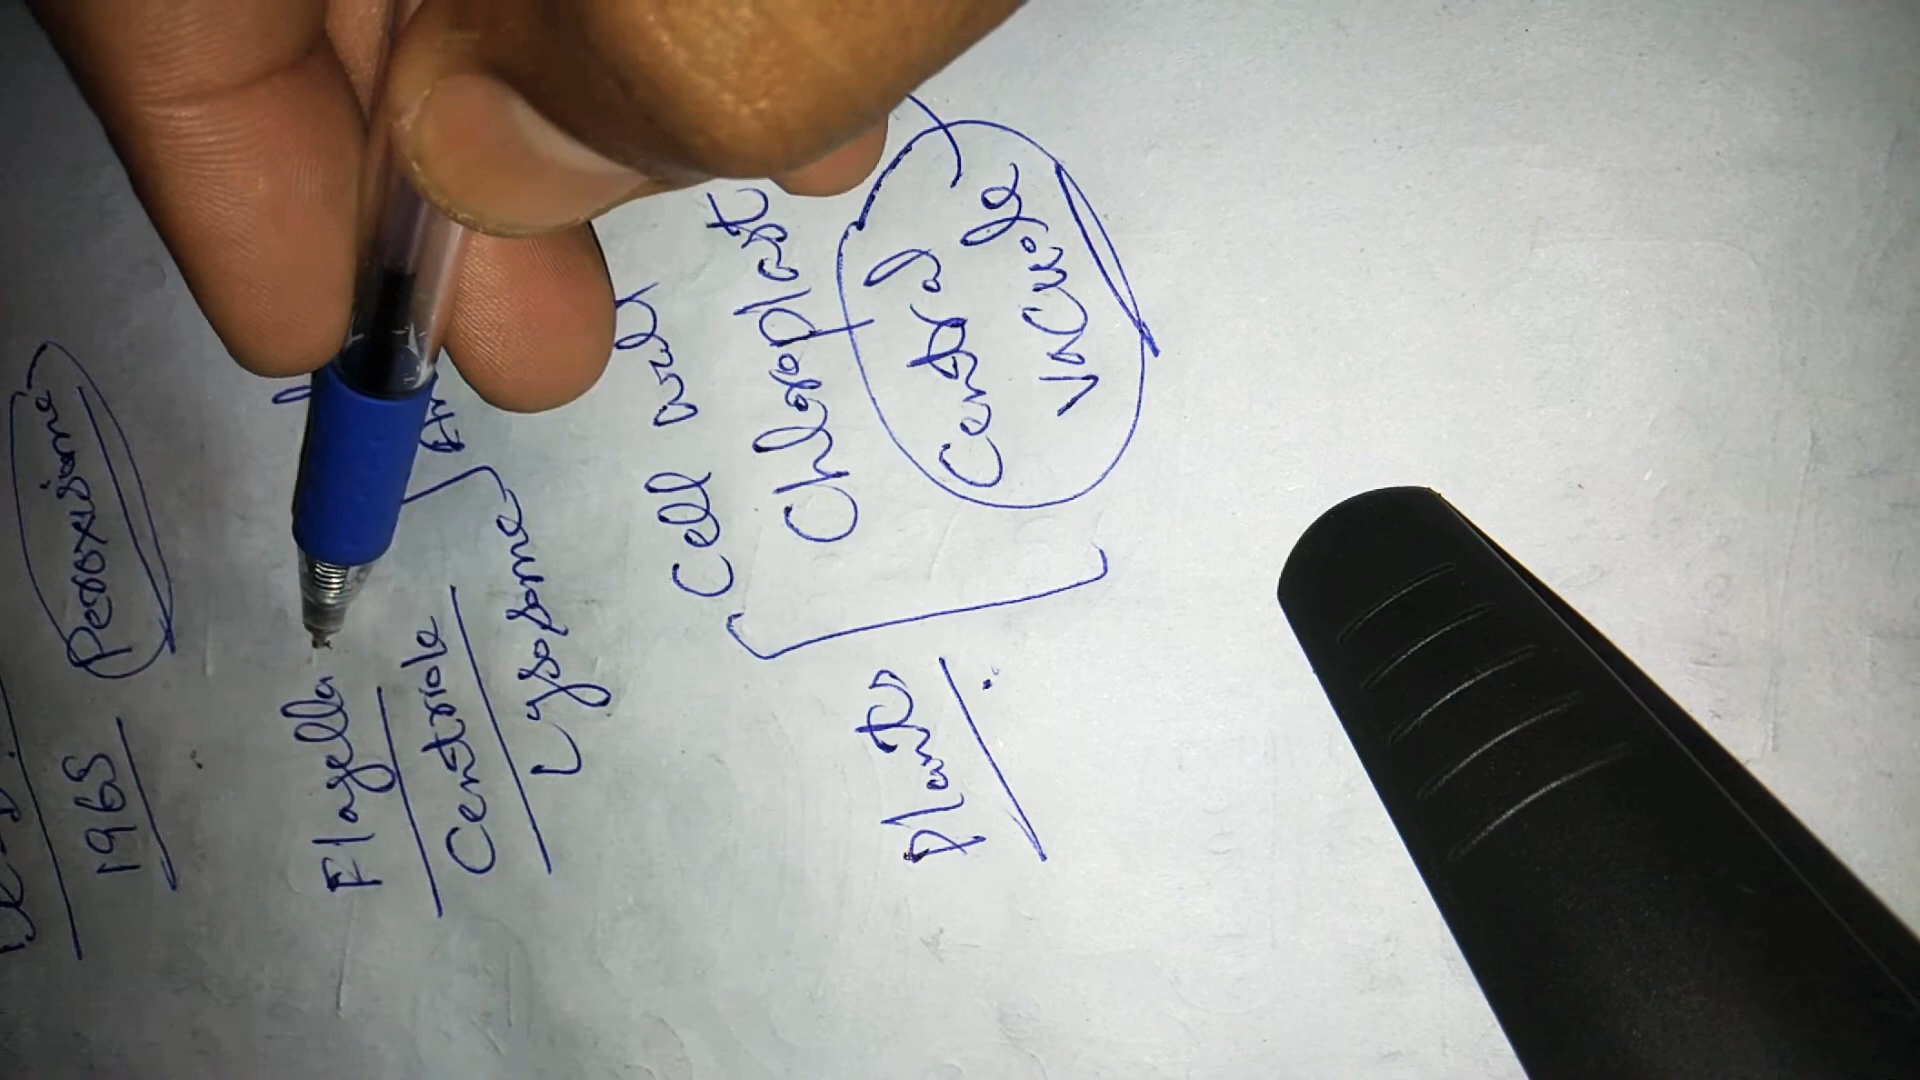 1965 Peroxisome
Flagella
Centriole
Lysosome
Cell wall
Chloroplast
Plants
Central
vacuole